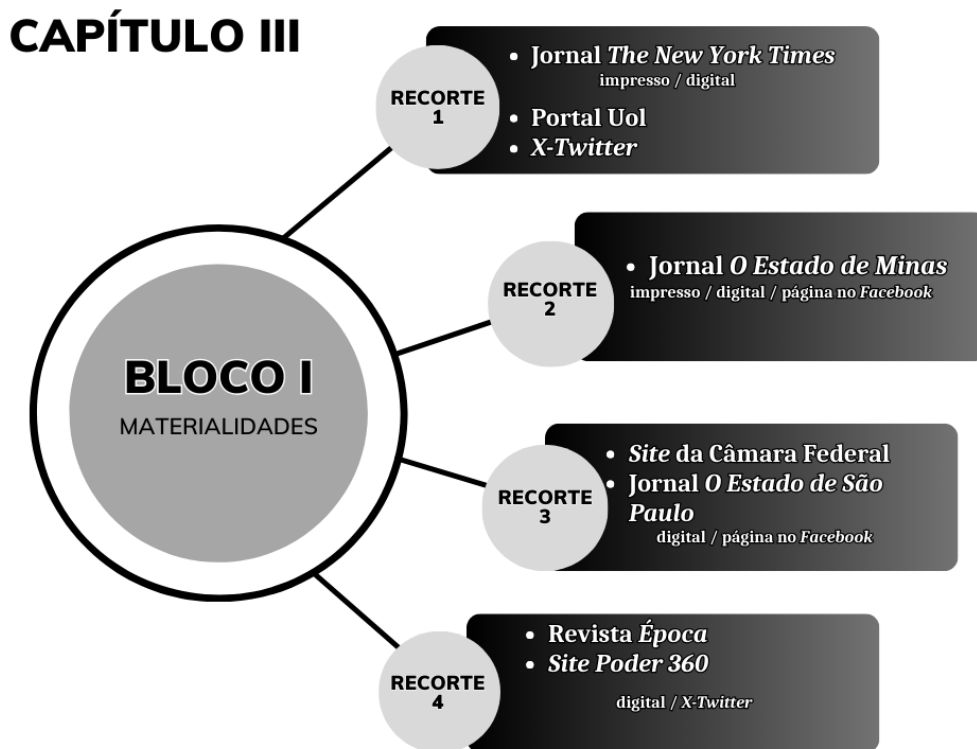 CAPÍTULO III
RECORTE
1
• Jornal The New York Times
impresso / digital
• Portal Uol
• X-Twitter
RECORTE
2
• Jornal O Estado de Minas
impresso / digital / página no Facebook
BLOCO I
MATERIALIDADES
RECORTE
3
• Site da Câmara Federal
• Jornal O Estado de São
Paulo
digital / página no Facebook
RECORTE
4
• Revista Época
• Site Poder 360
digital / X-Twitter